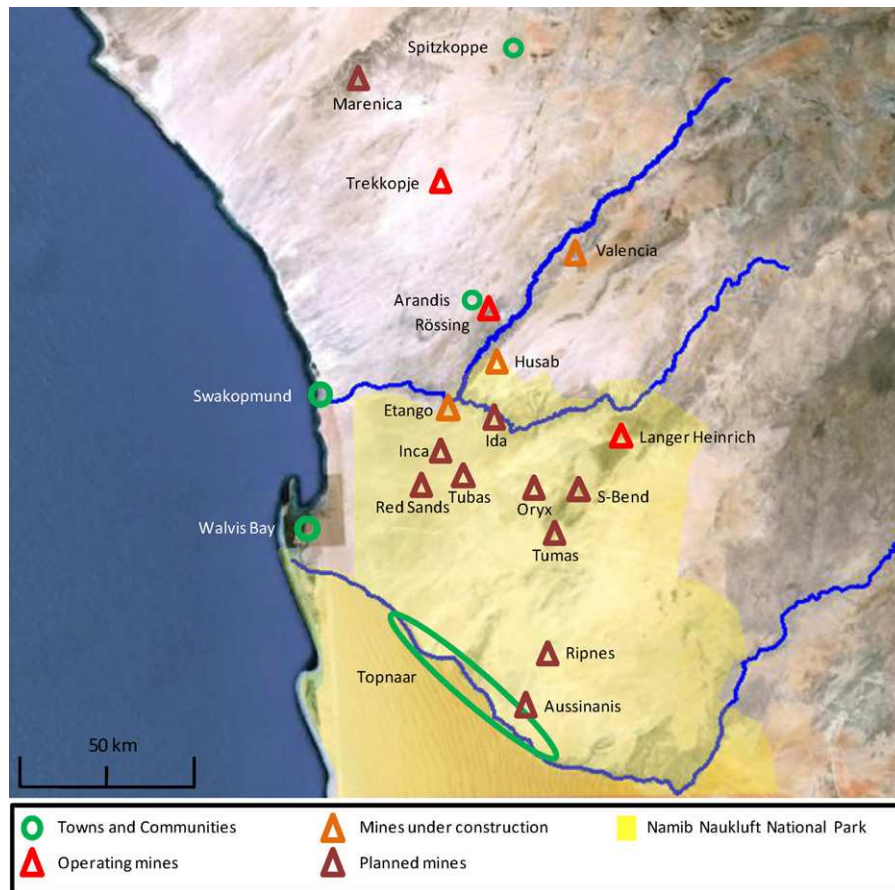 Spitzkoppe
Marenica
Trekkopje
Valencia
Arandis
Rössing
Husab
Swakopmund
Etango
Ida
Langer Heinrich
Inca
Tubas
Red Sands
Oryx
S-Bend
Walvis Bay
Tumas
Ripnes
Topnaar
Aussinanis
50 km
Towns and Communities
Mines under construction
Namib Naukluft National Park
Operating mines
Planned mines